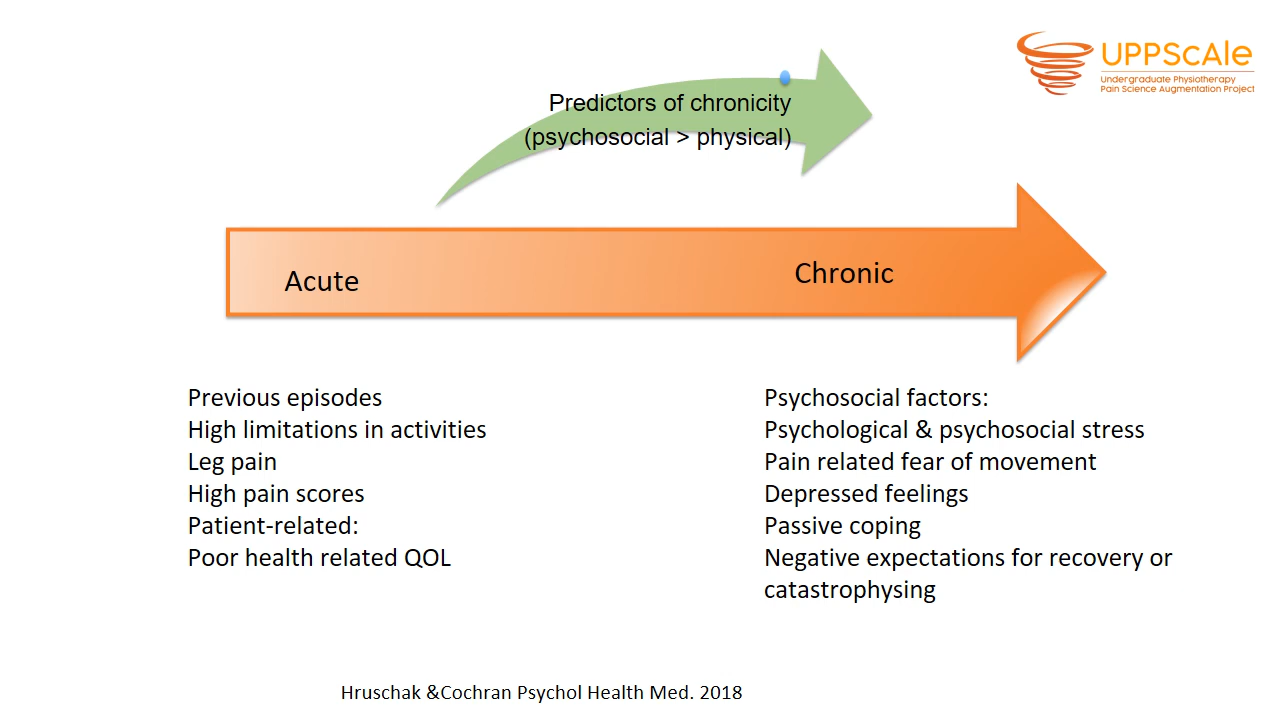 UPPScale
Undergraduate Physiotherapy
Pain Science Augmentation Project
Predictors of chronicity
(psychosocial > physical)
Acute
Chronic
Previous episodes
High limitations in activities
Leg pain
High pain scores
Patient-related:
Poor health related QOL
Psychosocial factors:
Psychological & psychosocial stress
Pain related fear of movement
Depressed feelings
Passive coping
Negative expectations for recovery or
catastrophysing
Hruschak &Cochran Psychol Health Med. 2018